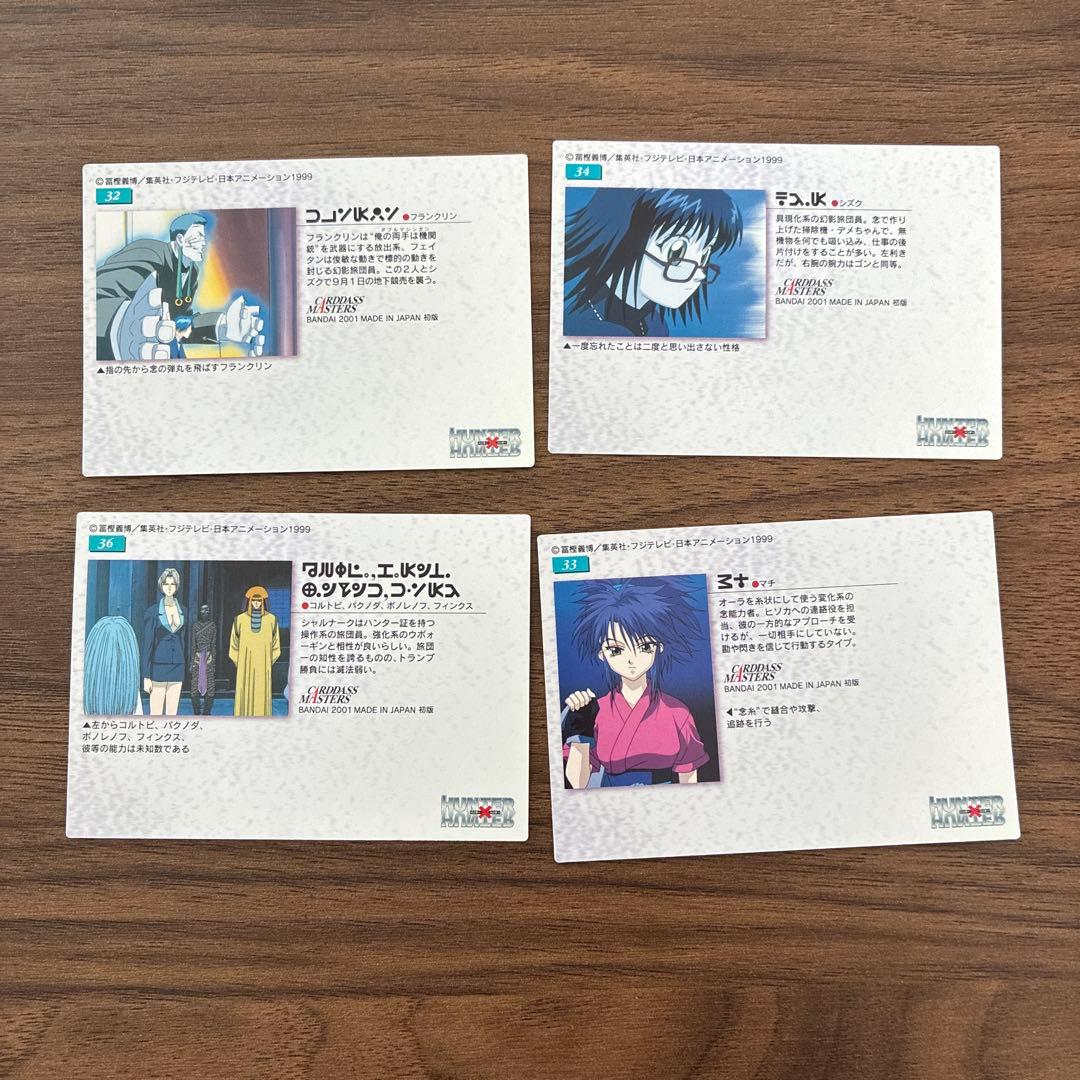 ©冨樫義博／集英社・フジテレビ・日本アニメーション1999
32
●フランクリン
フランクリンは“俺の両手は機関
ダブルマシンガン
銃”を武器にする放出系、フェイ
タンは俊敏な動きで標的の動きを
封じる幻影旅団員。この2人とシ
ズクで9月1日の地下競売を襲う。
CARDDASS
MASTERS
BANDAI 2001 MADE IN JAPAN 初版
▲指の先から念の弾丸を飛ばすフランクリン
HUNTER
×
HUNTER
©冨樫義博／集英社・フジテレビ・日本アニメーション1999
34
●シズク
具現化系の幻影旅団員。念で作り
上げた掃除機・デメちゃんで、無
機物を何でも吸い込み、仕事の後
片付けをすることが多い。左利き
だが、右腕の腕力はゴンと同等。
CARDDASS
MASTERS
BANDAI 2001 MADE IN JAPAN 初版
▲一度忘れたことは二度と思い出さない性格
HUNTER
×
HUNTER
©冨樫義博／集英社・フジテレビ・日本アニメーション1999
36
●コルトピ、パクノダ、ボノレノフ、フィンクス
シャルナークはハンター証を持つ
操作系の旅団員。強化系のウボォ
ーギンと相性が良いらしい。旅団
一の知性を誇るものの、トランプ
勝負には滅法弱い。
CARDDASS
MASTERS
BANDAI 2001 MADE IN JAPAN 初版
▲左からコルトピ、パクノダ、
ボノレノフ、フィンクス、
彼等の能力は未知数である
HUNTER
×
HUNTER
©冨樫義博／集英社・フジテレビ・日本アニメーション1999
33
●マチ
オーラを糸状にして使う変化系の
念能力者。ヒソカへの連絡役を担
当、彼の一方的なアプローチを受
けるが、一切相手にしていない。
勘や閃きを信じて行動するタイプ。
CARDDASS
MASTERS
BANDAI 2001 MADE IN JAPAN 初版
◀“念糸”で縫合や攻撃、
追跡を行う
HUNTER
×
HUNTER